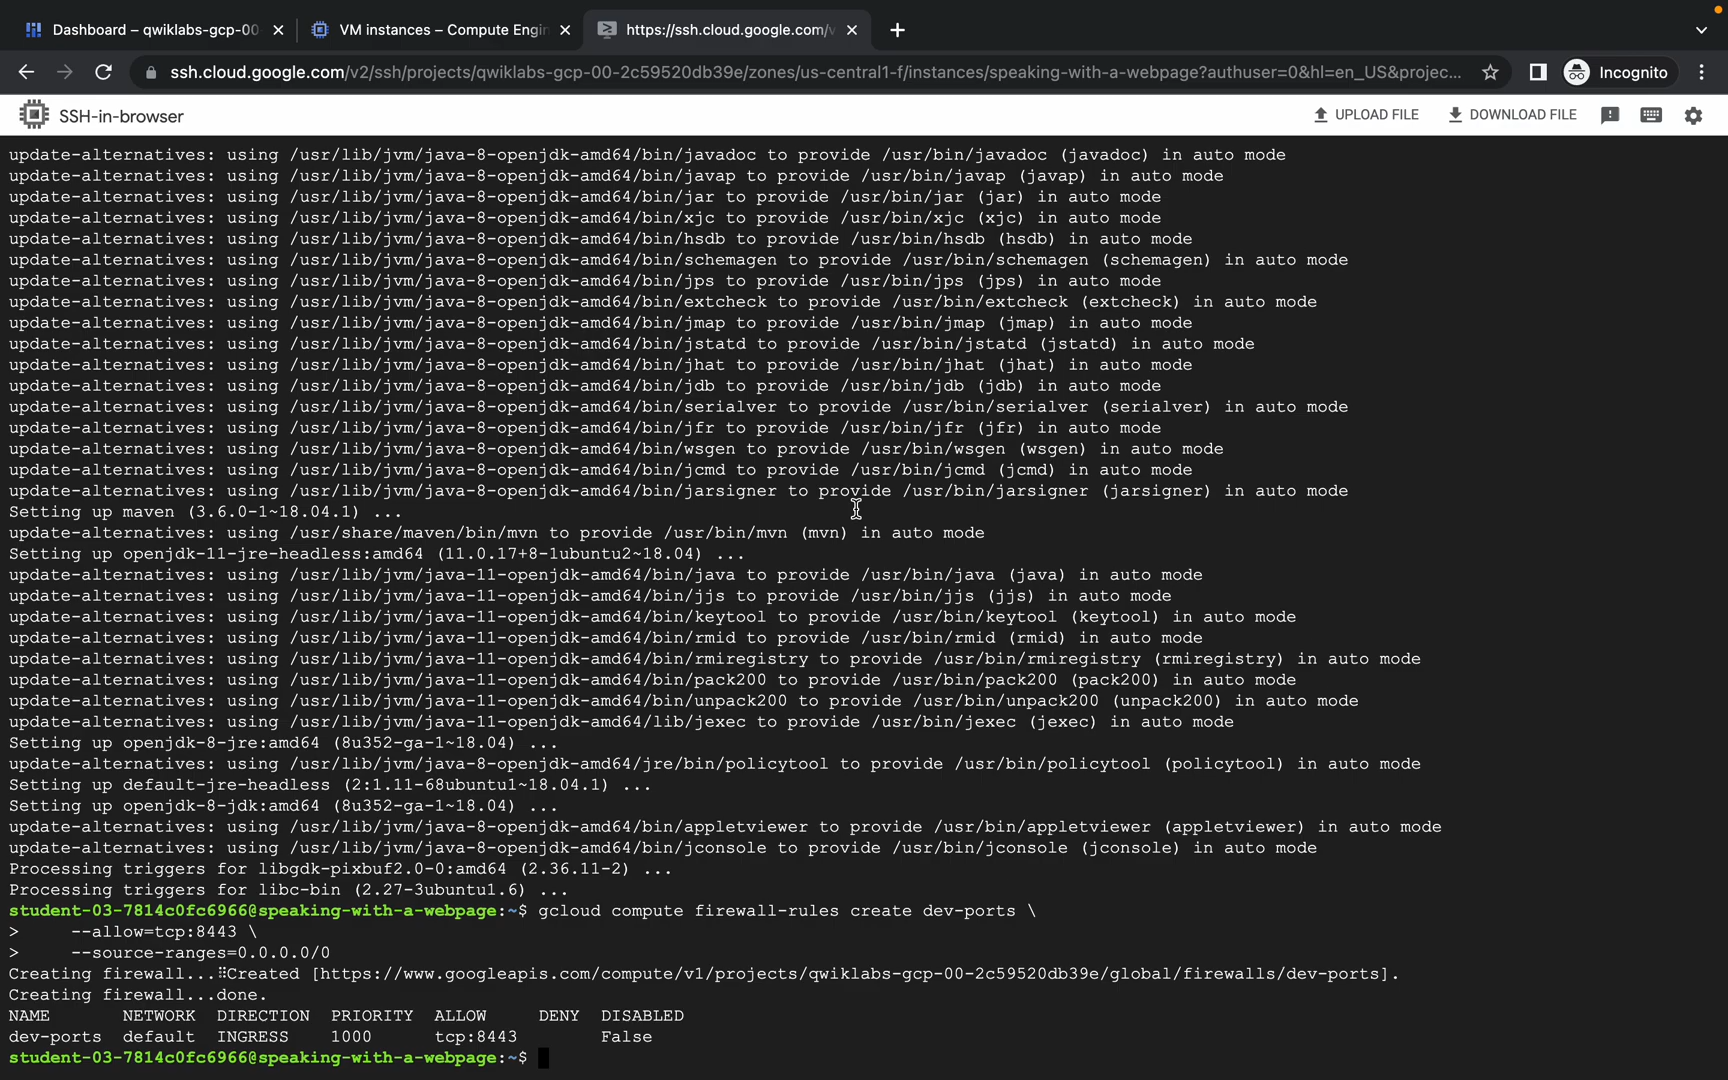 Dashboard – qwiklabs-gcp-00
VM instances – Compute Engin
https://ssh.cloud.google.com/v
ssh.cloud.google.com/v2/ssh/projects/qwiklabs-gcp-00-2c59520db39e/zones/us-central1-f/instances/speaking-with-a-webpage?authuser=0&hl=en_US&projec...
Incognito
SSH-in-browser
UPLOAD FILE
DOWNLOAD FILE
update-alternatives: using /usr/lib/jvm/java-8-openjdk-amd64/bin/javadoc to provide /usr/bin/javadoc (javadoc) in auto mode
update-alternatives: using /usr/lib/jvm/java-8-openjdk-amd64/bin/javap to provide /usr/bin/javap (javap) in auto mode
update-alternatives: using /usr/lib/jvm/java-8-openjdk-amd64/bin/jar to provide /usr/bin/jar (jar) in auto mode
update-alternatives: using /usr/lib/jvm/java-8-openjdk-amd64/bin/xjc to provide /usr/bin/xjc (xjc) in auto mode
update-alternatives: using /usr/lib/jvm/java-8-openjdk-amd64/bin/hsdb to provide /usr/bin/hsdb (hsdb) in auto mode
update-alternatives: using /usr/lib/jvm/java-8-openjdk-amd64/bin/schemagen to provide /usr/bin/schemagen (schemagen) in auto mode
update-alternatives: using /usr/lib/jvm/java-8-openjdk-amd64/bin/jps to provide /usr/bin/jps (jps) in auto mode
update-alternatives: using /usr/lib/jvm/java-8-openjdk-amd64/bin/extcheck to provide /usr/bin/extcheck (extcheck) in auto mode
update-alternatives: using /usr/lib/jvm/java-8-openjdk-amd64/bin/jmap to provide /usr/bin/jmap (jmap) in auto mode
update-alternatives: using /usr/lib/jvm/java-8-openjdk-amd64/bin/jstatd to provide /usr/bin/jstatd (jstatd) in auto mode
update-alternatives: using /usr/lib/jvm/java-8-openjdk-amd64/bin/jhat to provide /usr/bin/jhat (jhat) in auto mode
update-alternatives: using /usr/lib/jvm/java-8-openjdk-amd64/bin/jdb to provide /usr/bin/jdb (jdb) in auto mode
update-alternatives: using /usr/lib/jvm/java-8-openjdk-amd64/bin/serialver to provide /usr/bin/serialver (serialver) in auto mode
update-alternatives: using /usr/lib/jvm/java-8-openjdk-amd64/bin/jfr to provide /usr/bin/jfr (jfr) in auto mode
update-alternatives: using /usr/lib/jvm/java-8-openjdk-amd64/bin/wsgen to provide /usr/bin/wsgen (wsgen) in auto mode
update-alternatives: using /usr/lib/jvm/java-8-openjdk-amd64/bin/jcmd to provide /usr/bin/jcmd (jcmd) in auto mode
update-alternatives: using /usr/lib/jvm/java-8-openjdk-amd64/bin/jarsigner to provide /usr/bin/jarsigner (jarsigner) in auto mode
Setting up maven (3.6.0-1~18.04.1) ...
update-alternatives: using /usr/share/maven/bin/mvn to provide /usr/bin/mvn (mvn) in auto mode
Setting up openjdk-11-jre-headless:amd64 (11.0.17+8-1ubuntu2~18.04) ...
update-alternatives: using /usr/lib/jvm/java-11-openjdk-amd64/bin/java to provide /usr/bin/java (java) in auto mode
update-alternatives: using /usr/lib/jvm/java-11-openjdk-amd64/bin/jjs to provide /usr/bin/jjs (jjs) in auto mode
update-alternatives: using /usr/lib/jvm/java-11-openjdk-amd64/bin/keytool to provide /usr/bin/keytool (keytool) in auto mode
update-alternatives: using /usr/lib/jvm/java-11-openjdk-amd64/bin/rmid to provide /usr/bin/rmid (rmid) in auto mode
update-alternatives: using /usr/lib/jvm/java-11-openjdk-amd64/bin/rmiregistry to provide /usr/bin/rmiregistry (rmiregistry) in auto mode
update-alternatives: using /usr/lib/jvm/java-11-openjdk-amd64/bin/pack200 to provide /usr/bin/pack200 (pack200) in auto mode
update-alternatives: using /usr/lib/jvm/java-11-openjdk-amd64/bin/unpack200 to provide /usr/bin/unpack200 (unpack200) in auto mode
update-alternatives: using /usr/lib/jvm/java-11-openjdk-amd64/lib/jexec to provide /usr/bin/jexec (jexec) in auto mode
Setting up openjdk-8-jre:amd64 (8u352-ga-1~18.04) ...
update-alternatives: using /usr/lib/jvm/java-8-openjdk-amd64/jre/bin/policytool to provide /usr/bin/policytool (policytool) in auto mode
Setting up default-jre-headless (2:1.11-68ubuntu1~18.04.1) ...
Setting up openjdk-8-jdk:amd64 (8u352-ga-1~18.04) ...
update-alternatives: using /usr/lib/jvm/java-8-openjdk-amd64/bin/appletviewer to provide /usr/bin/appletviewer (appletviewer) in auto mode
update-alternatives: using /usr/lib/jvm/java-8-openjdk-amd64/bin/jconsole to provide /usr/bin/jconsole (jconsole) in auto mode
Processing triggers for libgdk-pixbuf2.0-0:amd64 (2.36.11-2) ...
Processing triggers for libc-bin (2.27-3ubuntu1.6) ...
student-03-7814c0fc6966@speaking-with-a-webpage:~$ gcloud compute firewall-rules create dev-ports \
>     --allow=tcp:8443 \
>     --source-ranges=0.0.0.0/0
Creating firewall...⠿Created [https://www.googleapis.com/compute/v1/projects/qwiklabs-gcp-00-2c59520db39e/global/firewalls/dev-ports].
Creating firewall...done.
NAME       NETWORK  DIRECTION  PRIORITY  ALLOW     DENY  DISABLED
dev-ports  default  INGRESS    1000      tcp:8443        False
student-03-7814c0fc6966@speaking-with-a-webpage:~$